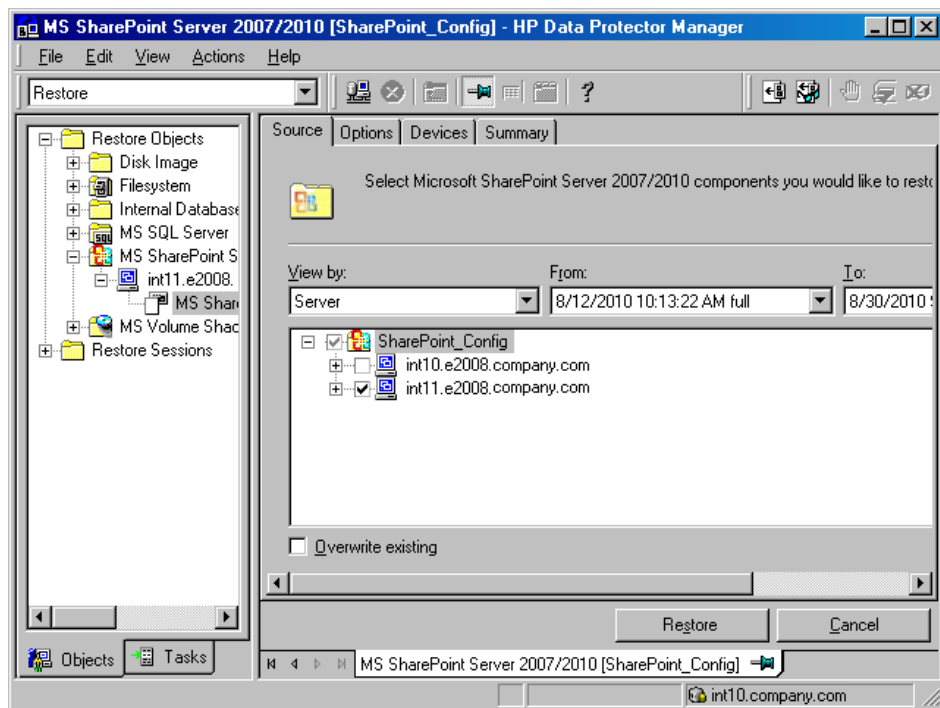 MS SharePoint Server 2007/2010 [SharePoint_Config] - HP Data Protector Manager
File Edit View Actions Help
Restore
Restore Objects
Disk Image
Filesystem
Internal Database
MS SQL Server
MS SharePoint S
int11.e2008.
MS Shar
MS Volume Shad
Restore Sessions
Source Options Devices Summary
Select Microsoft SharePoint Server 2007/2010 components you would like to resto
View by: From: To:
Server 8/12/2010 10:13:22 AM full 8/30/2010
SharePoint_Config
int10.e2008.company.com
int11.e2008.company.com
Overwrite existing
Restore Cancel
Objects Tasks
MS SharePoint Server 2007/2010 [SharePoint_Config]
int10.company.com